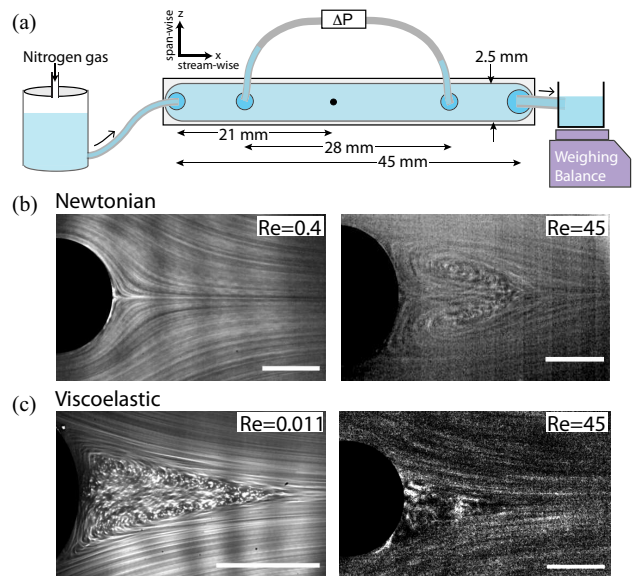 (a)
ΔP
Nitrogen gas
span-wise
z
x
stream-wise
2.5 mm
21 mm
28 mm
45 mm
Weighing
Balance
(b) Newtonian
Re=0.4
Re=45
(c) Viscoelastic
Re=0.011
Re=45